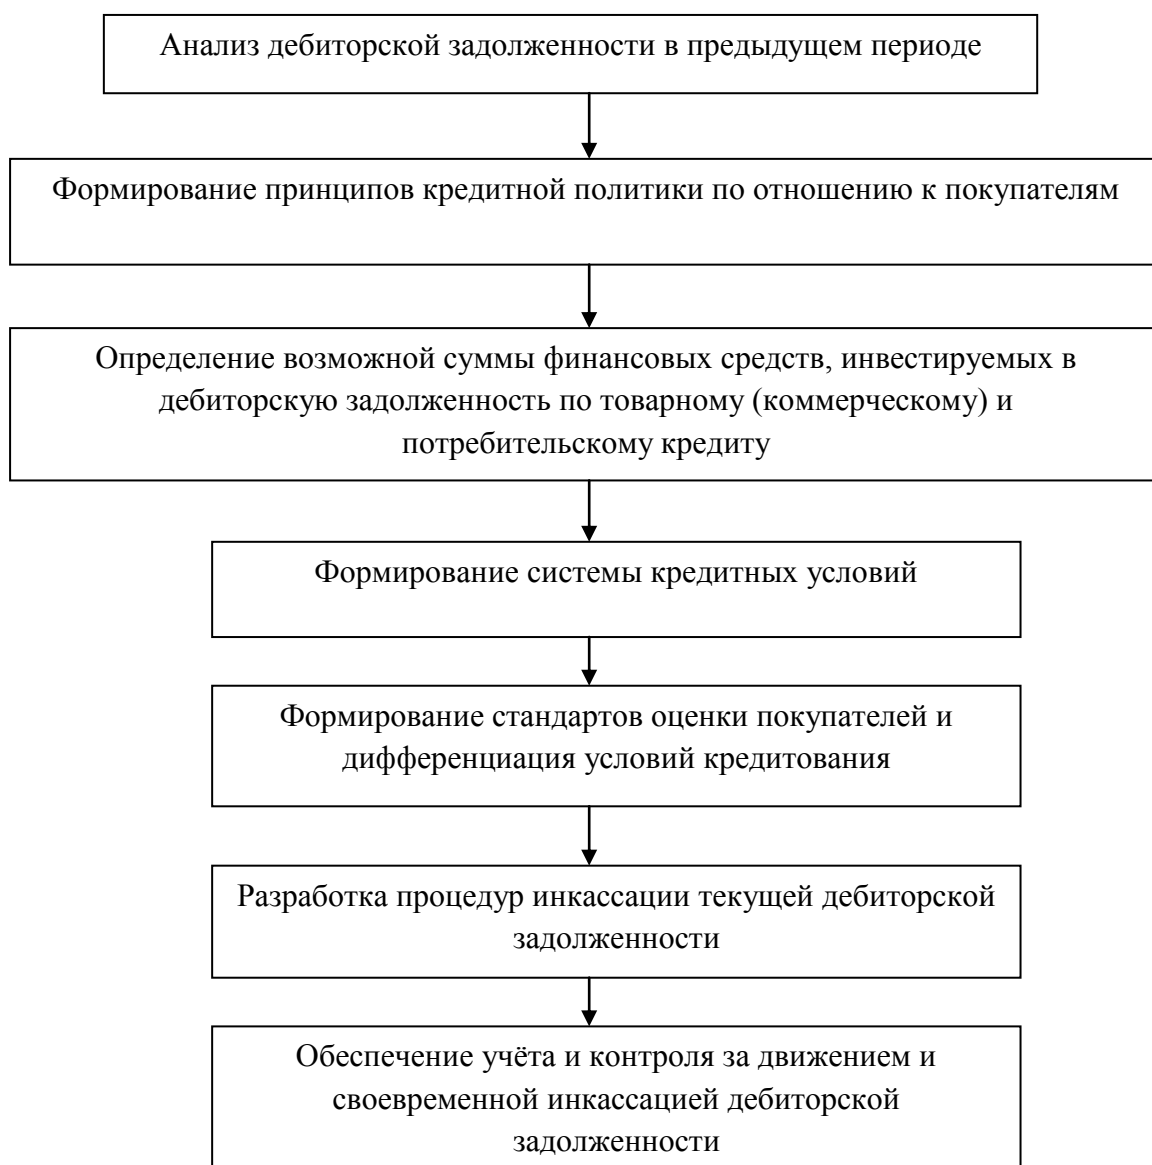 Анализ дебиторской задолженности в предыдущем периоде
Формирование принципов кредитной политики по отношению к покупателям
Определение возможной суммы финансовых средств, инвестируемых в
дебиторскую задолженность по товарному (коммерческому) и
потребительскому кредиту
Формирование системы кредитных условий
Формирование стандартов оценки покупателей и
дифференциация условий кредитования
Разработка процедур инкассации текущей дебиторской
задолженности
Обеспечение учёта и контроля за движением и
своевременной инкассацией дебиторской
задолженности